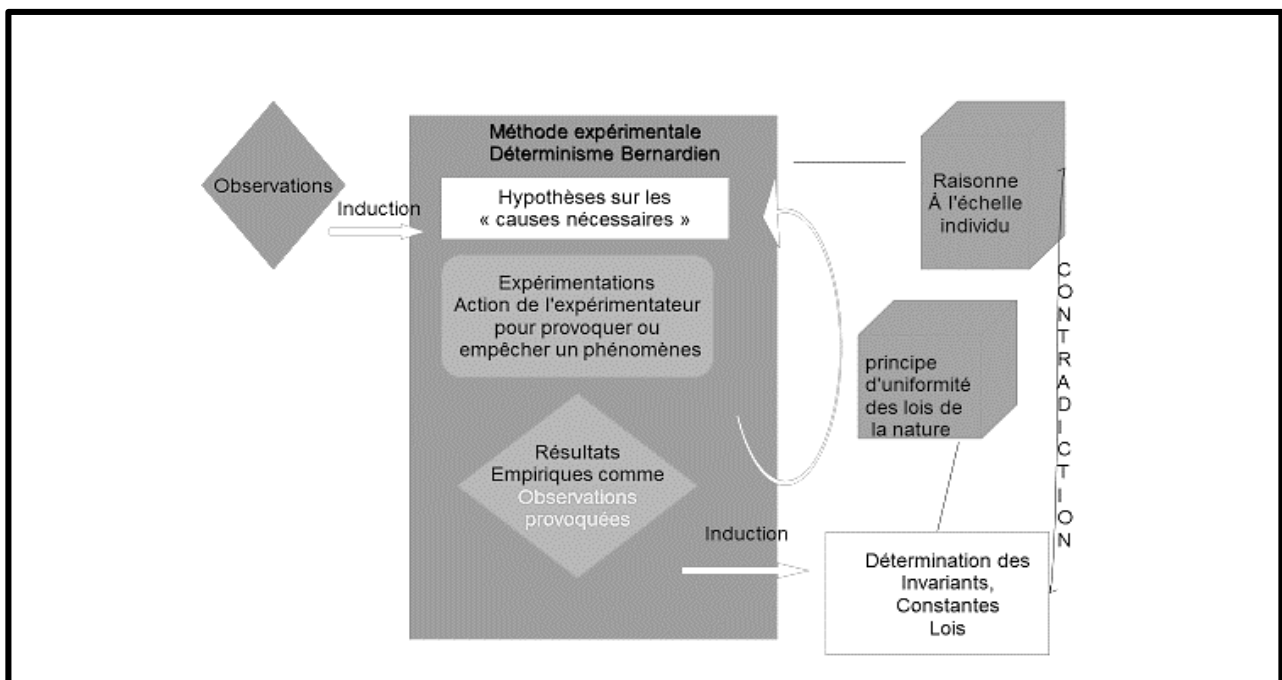 Observations
Induction
Méthode expérimentale
Déterminisme Bernardien
Hypothèses sur les
« causes nécessaires »
Expérimentations
Action de l'expérimentateur
pour provoquer ou
empêcher un phénomènes
Résultats
Empiriques comme
Observations
provoquées
Induction
Raisonne
À l'échelle
individu
principe
d'uniformité
des lois de
la nature
Détermination des
Invariants,
Constantes
Lois
CONTRADICTION